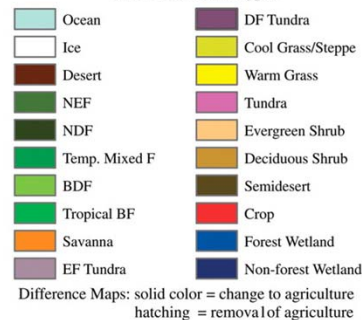 Ocean
Ice
Desert
NEF
NDF
Temp. Mixed F
BDF
Tropical BF
Savanna
EF Tundra
DF Tundra
Cool Grass/Steppe
Warm Grass
Tundra
Evergreen Shrub
Deciduous Shrub
Semidesert
Crop
Forest Wetland
Non-forest Wetland
Difference Maps: solid color = change to agriculture
hatching = removal of agriculture